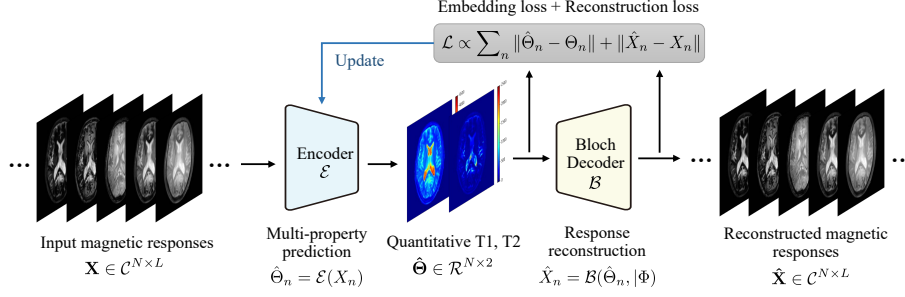 Embedding loss + Reconstruction loss
ℒ ∝ ∑ₙ ‖Θ̂ₙ − Θₙ‖ + ‖X̂ₙ − Xₙ‖
Update
Encoder
ℰ
Bloch
Decoder
ℬ
...
...
...
...
Input magnetic responses
𝐗 ∈ 𝒞^{N×L}
Multi-property
prediction
Θ̂ₙ = ℰ(Xₙ)
Quantitative T1, T2
𝚯̂ ∈ ℛ^{N×2}
Response
reconstruction
X̂ₙ = ℬ(Θ̂ₙ, |Φ)
Reconstructed magnetic
responses
𝐗̂ ∈ 𝒞^{N×L}